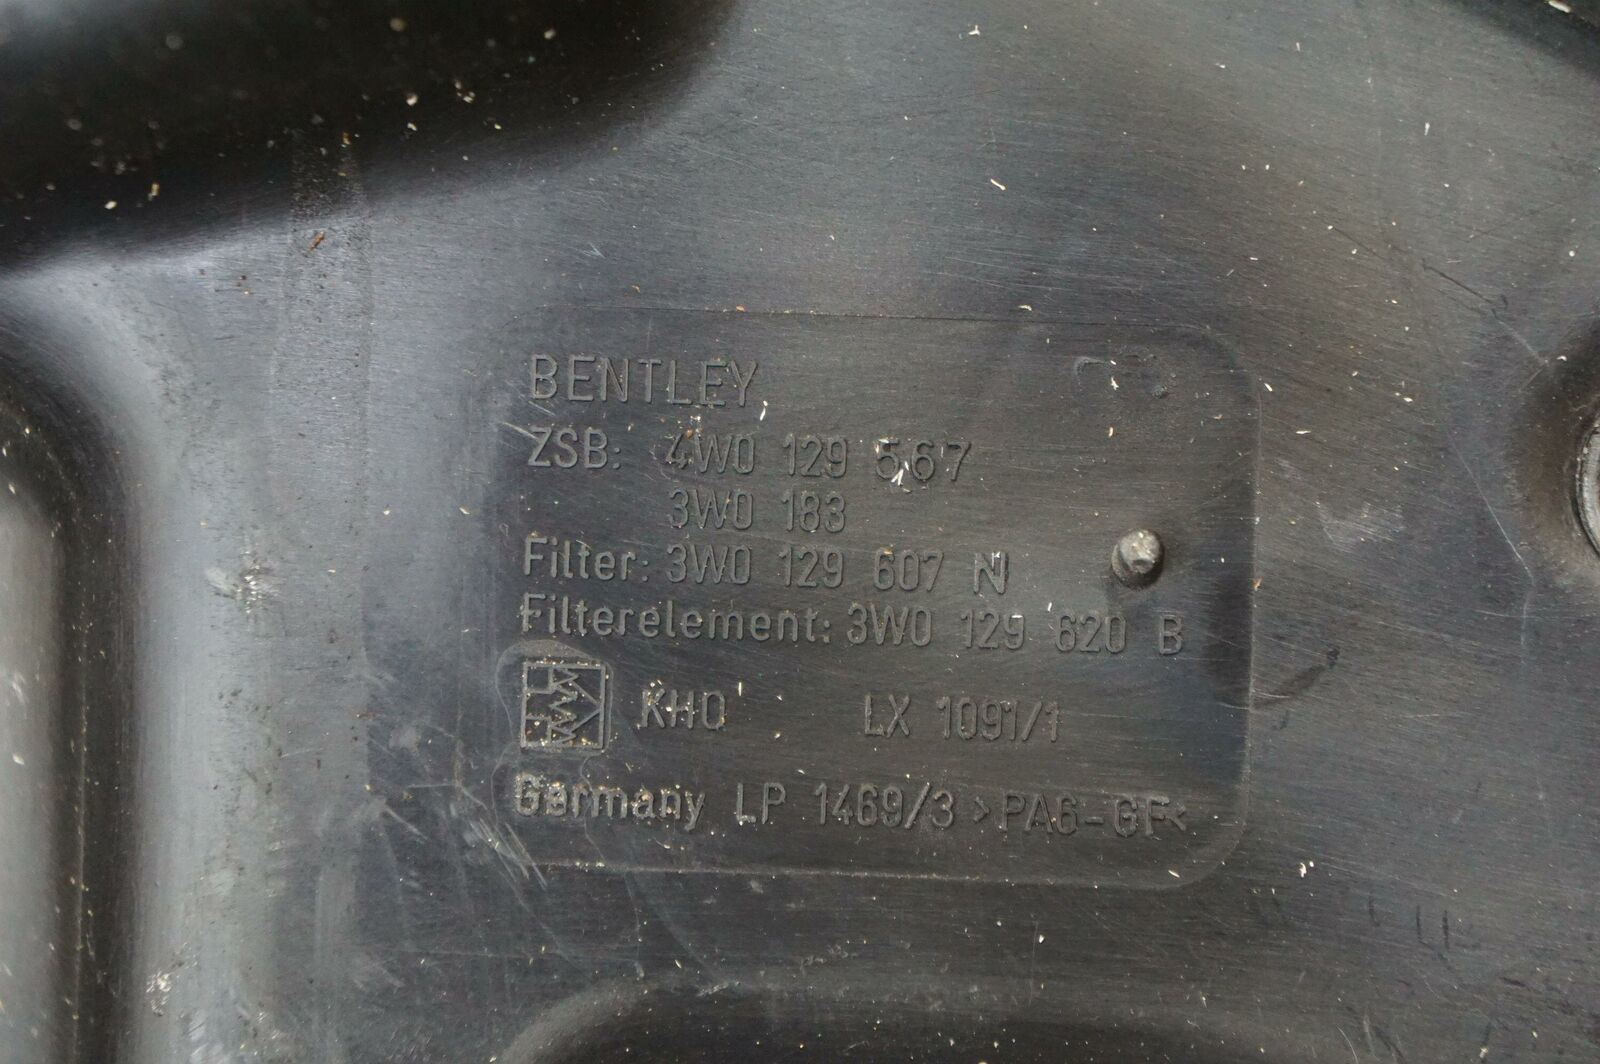 BENTLEY
ZSB: 4W0 129 567
3W0 183
Filter: 3W0 129 607 N
Filterelement: 3W0 129 620 B
KHO LX 1091/1
Germany LP 1469/3 >PA6-GF<